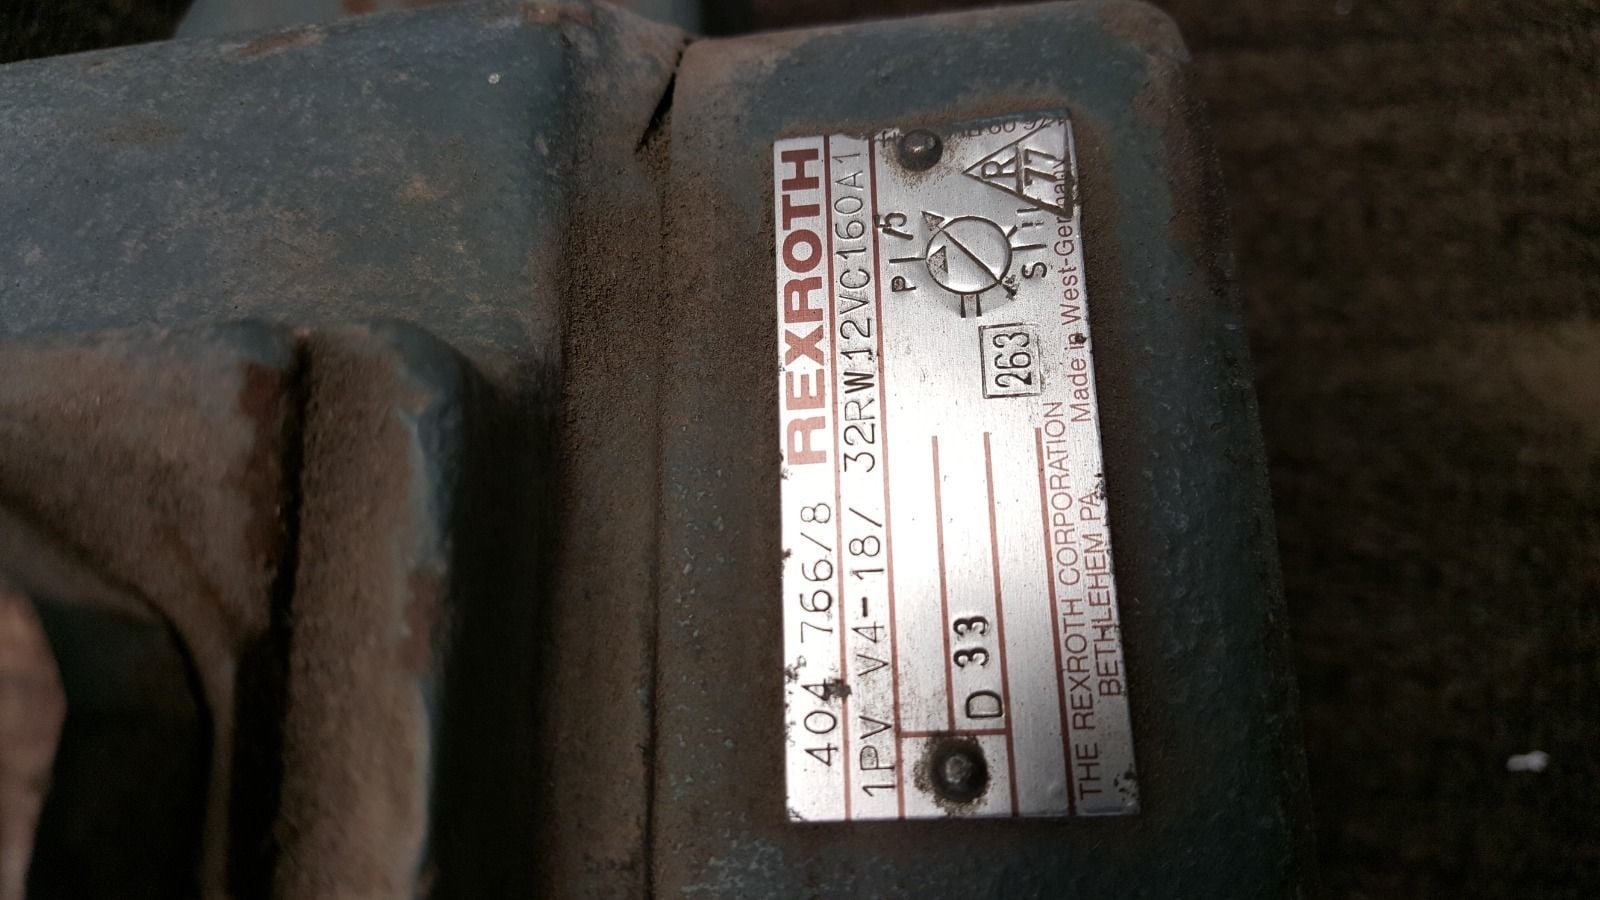 404 766/8 REXROTH
1PV V4-18/ 32RW12VC160A1
P
/5
R
77
S
263
D 33
THE REXROTH CORPORATION
BETHLEHEM PA. Made in West-Germany